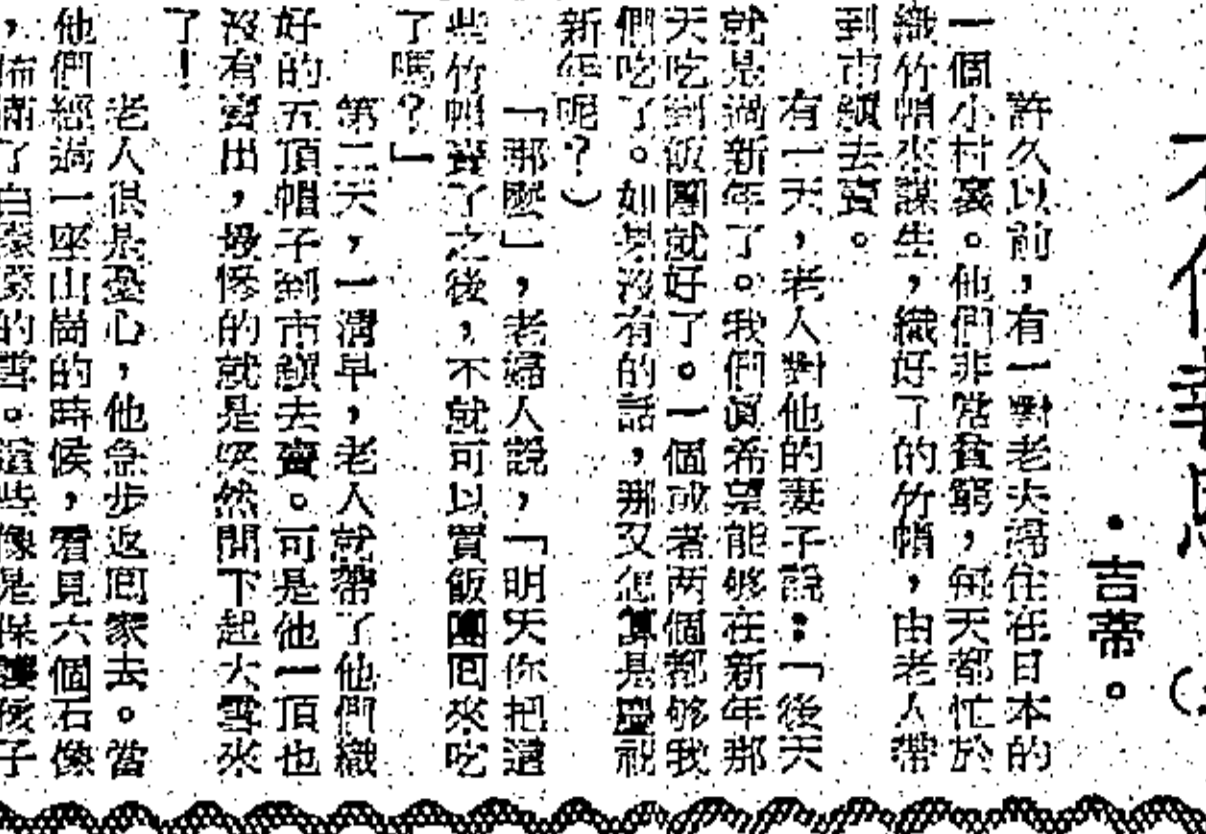 ・吉蒂。
許久以前，有一對老夫婦住在日本的
一個小村裏。他們非常貧窮，每天都忙於
織竹帽來謀生，織好了的竹帽，由老人帶
到市鎮去賣。
有一天，老人對他的妻子說：「後天
就是過新年了。我們眞希望能够在新年那
天吃到飯團就好了。一個或者两個都够我
們吃了。如果沒有的話，那又怎算是慶祝
新年呢？）
「那麼」，老婦人說，「明天你把這
些竹帽賣了之後，不就可以買飯團囘來吃
了嗎？」
第二天，一淸早，老人就帶了他們織
好的五頂帽子到市鎮去賣。可是他一頂也
沒有賣出，最慘的就是突然間下起大雪來
了！
老人很是憂心，他急步返囘家去。當
他們經過一座山崗的時候，看見六個石像
，佈滿了白濛濛的雪。這些像是保護孩子